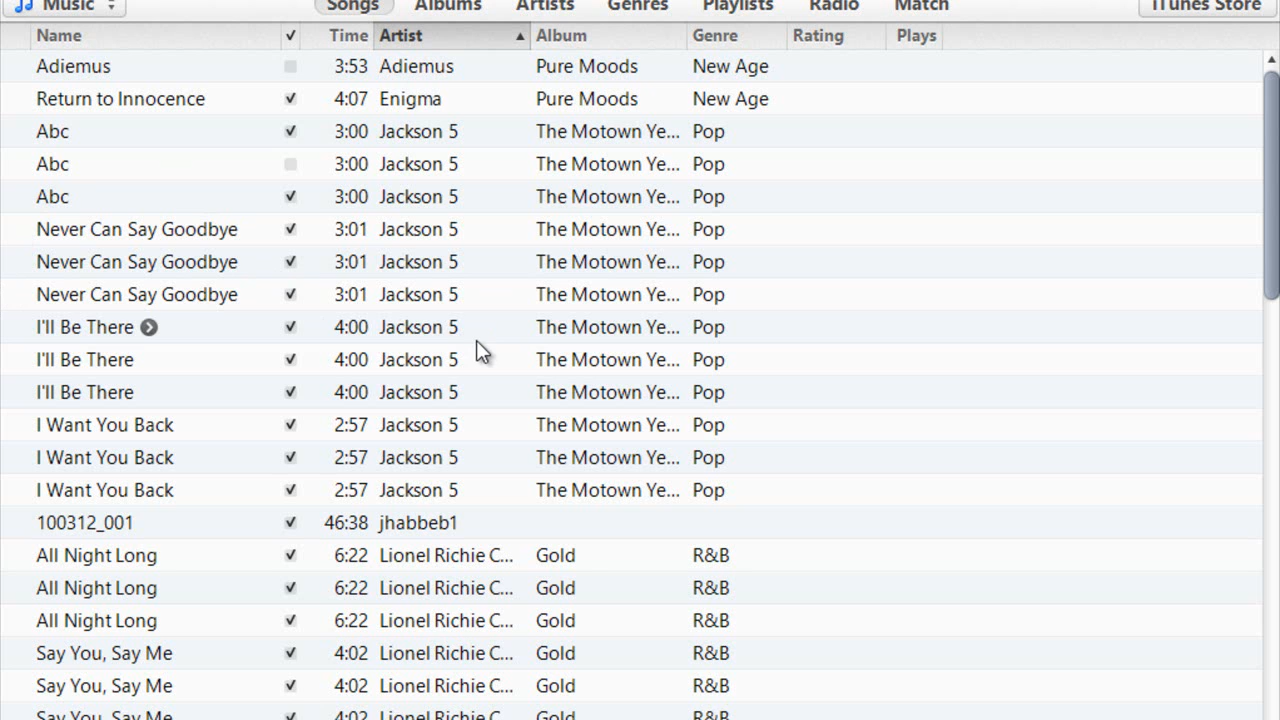 Music Songs Albums Artists Genres Playlists Radio Match iTunes Store
Name ✓ Time Artist ▲ Album Genre Rating Plays
Adiemus 3:53 Adiemus Pure Moods New Age
Return to Innocence ✓ 4:07 Enigma Pure Moods New Age
Abc ✓ 3:00 Jackson 5 The Motown Ye... Pop
Abc 3:00 Jackson 5 The Motown Ye... Pop
Abc ✓ 3:00 Jackson 5 The Motown Ye... Pop
Never Can Say Goodbye ✓ 3:01 Jackson 5 The Motown Ye... Pop
Never Can Say Goodbye ✓ 3:01 Jackson 5 The Motown Ye... Pop
Never Can Say Goodbye ✓ 3:01 Jackson 5 The Motown Ye... Pop
I'll Be There ✓ 4:00 Jackson 5 The Motown Ye... Pop
I'll Be There ✓ 4:00 Jackson 5 The Motown Ye... Pop
I'll Be There ✓ 4:00 Jackson 5 The Motown Ye... Pop
I Want You Back ✓ 2:57 Jackson 5 The Motown Ye... Pop
I Want You Back ✓ 2:57 Jackson 5 The Motown Ye... Pop
I Want You Back ✓ 2:57 Jackson 5 The Motown Ye... Pop
100312_001 ✓ 46:38 jhabbeb1
All Night Long ✓ 6:22 Lionel Richie C... Gold R&B
All Night Long ✓ 6:22 Lionel Richie C... Gold R&B
All Night Long ✓ 6:22 Lionel Richie C... Gold R&B
Say You, Say Me ✓ 4:02 Lionel Richie C... Gold R&B
Say You, Say Me ✓ 4:02 Lionel Richie C... Gold R&B
Say You, Say Me ✓ 4:02 Lionel Richie C... Gold R&B